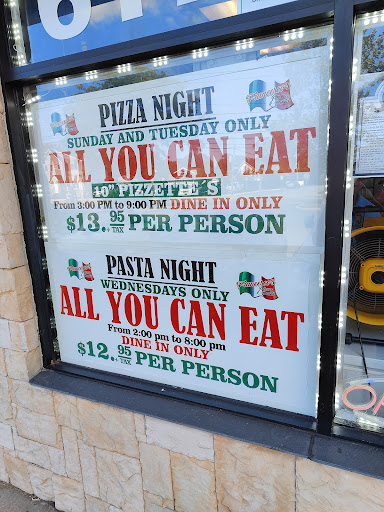 PIZZA NIGHT
SUNDAY AND TUESDAY ONLY
ALL YOU CAN EAT
10" PIZZETTE´S
From 3:00 PM to 9:00 PM DINE IN ONLY
$13.95 + TAX PER PERSON
PASTA NIGHT
WEDNESDAYS ONLY
ALL YOU CAN EAT
From 2:00 pm to 8:00 pm
DINE IN ONLY
$12.95 + TAX PER PERSON